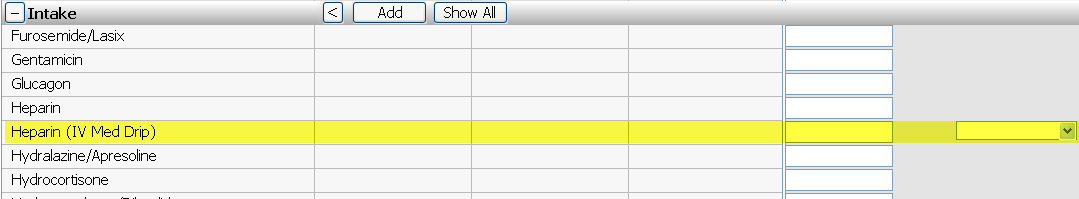 − Intake < Add Show All
Furosemide/Lasix
Gentamicin
Glucagon
Heparin
Heparin (IV Med Drip)
Hydralazine/Apresoline
Hydrocortisone